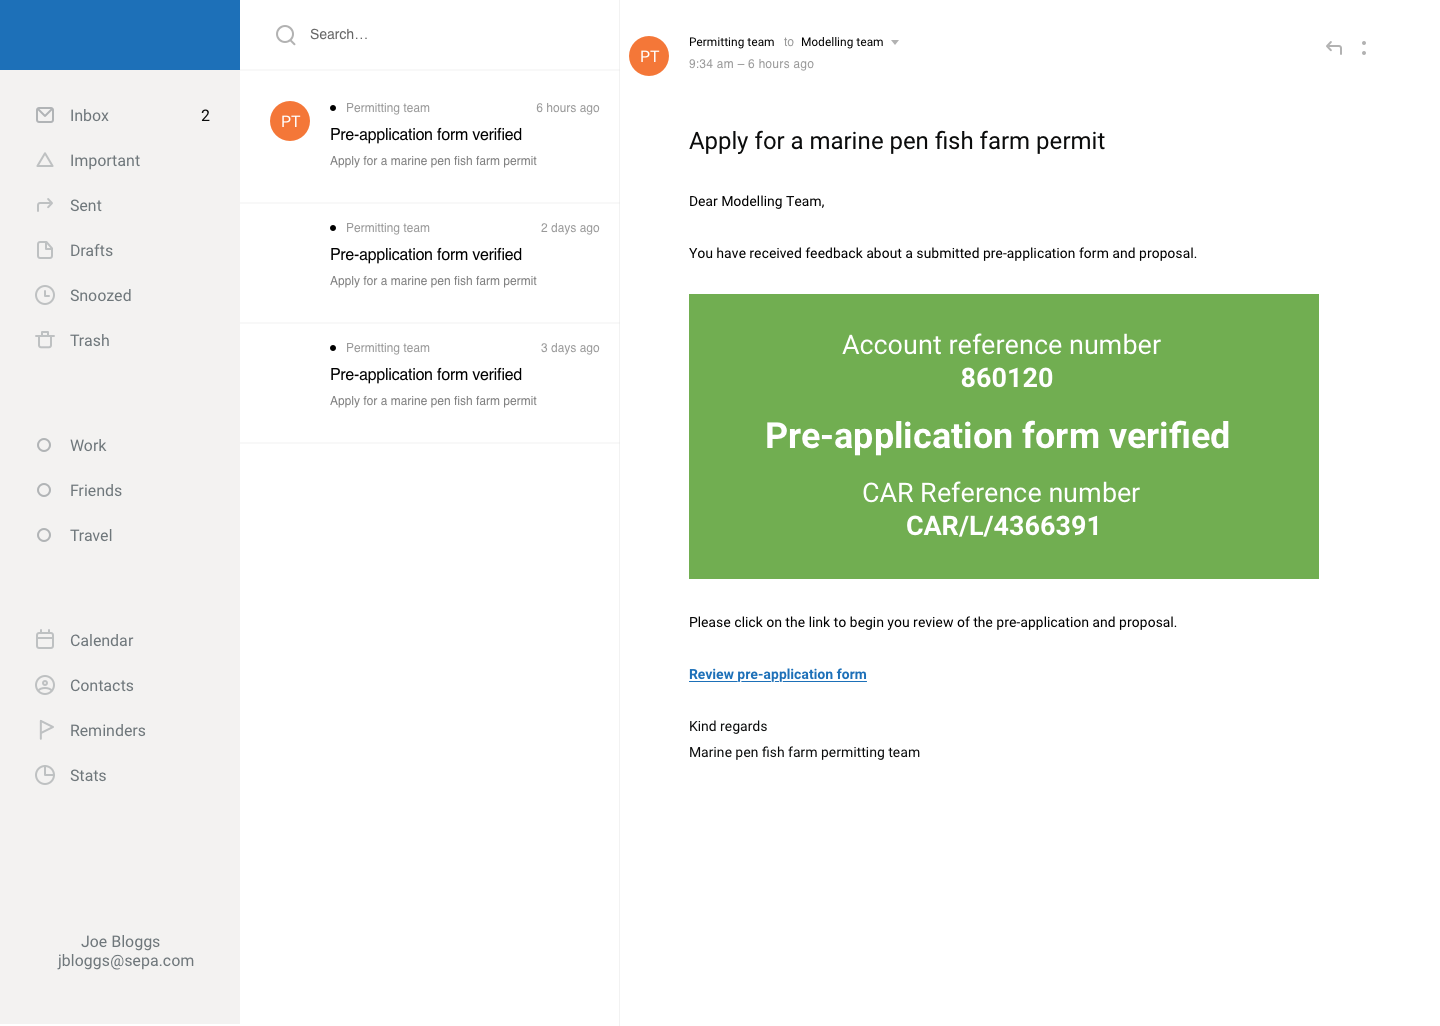 Inbox 2
Important
Sent
Drafts
Snoozed
Trash
Work
Friends
Travel
Calendar
Contacts
Reminders
Stats
Joe Bloggs
jbloggs@sepa.com
Search...
PT
Permitting team 6 hours ago
Pre-application form verified
Apply for a marine pen fish farm permit
Permitting team 2 days ago
Pre-application form verified
Apply for a marine pen fish farm permit
Permitting team 3 days ago
Pre-application form verified
Apply for a marine pen fish farm permit
PT
Permitting team to Modelling team
9:34 am – 6 hours ago
Apply for a marine pen fish farm permit
Dear Modelling Team,
You have received feedback about a submitted pre-application form and proposal.
Account reference number
860120
Pre-application form verified
CAR Reference number
CAR/L/4366391
Please click on the link to begin you review of the pre-application and proposal.
Review pre-application form
Kind regards
Marine pen fish farm permitting team